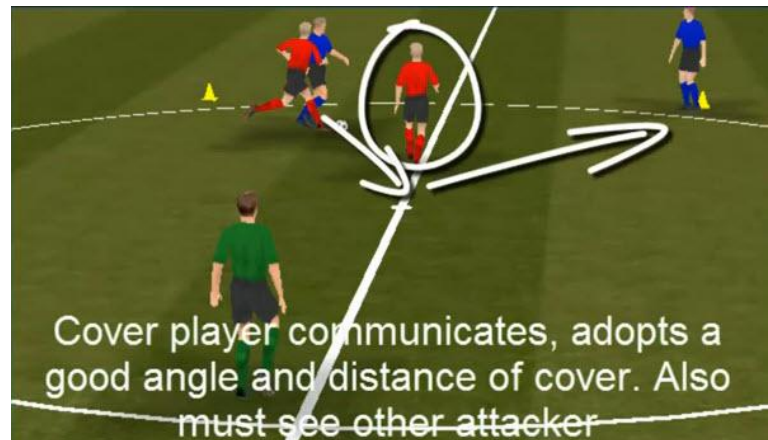 Cover player communicates, adopts a
good angle and distance of cover. Also
must see other attacker